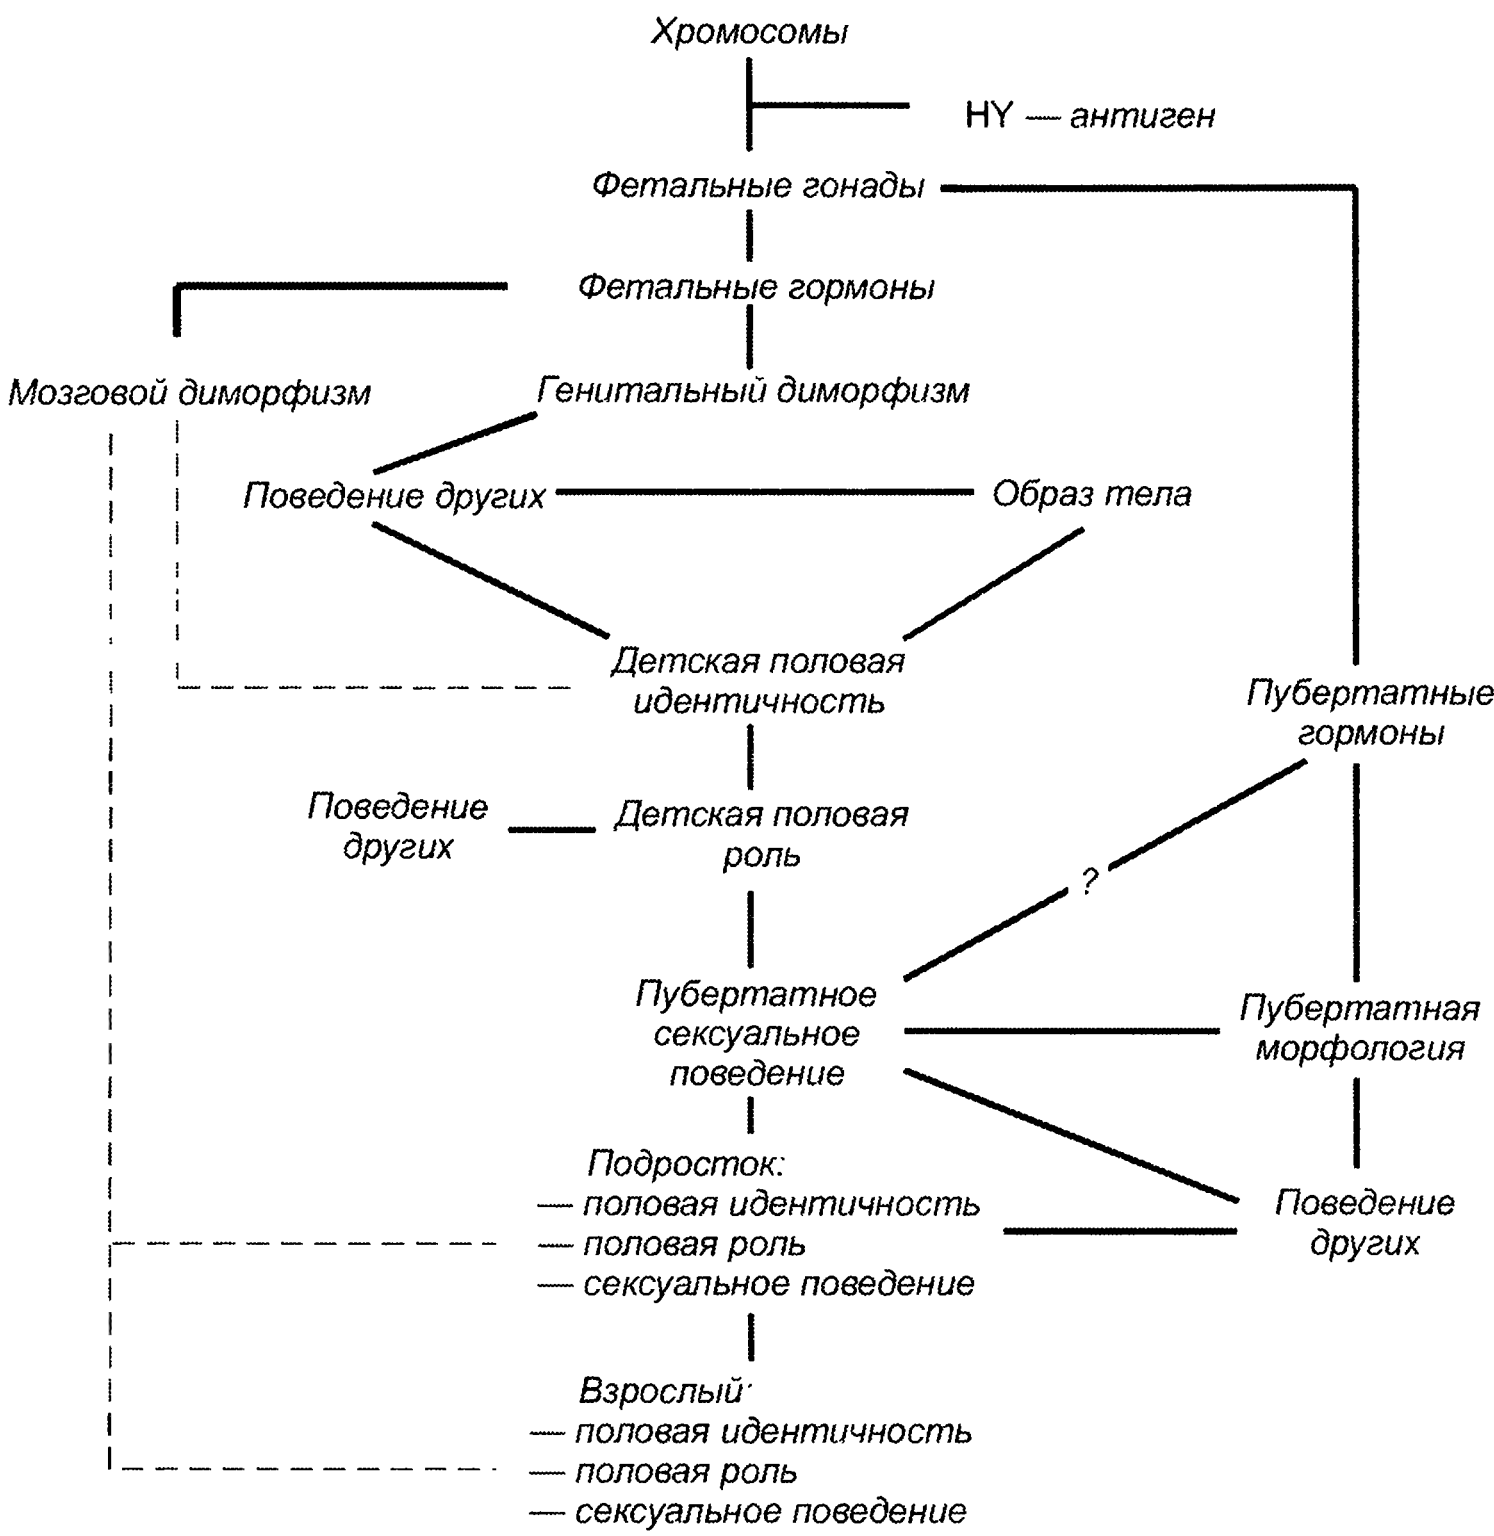 Хромосомы
HY — антиген
Фетальные гонады
Фетальные гормоны
Мозговой диморфизм
Генитальный диморфизм
Поведение других
Образ тела
Детская половая
идентичность
Пубертатные
гормоны
Поведение
других
Детская половая
роль
?
Пубертатное
сексуальное
поведение
Пубертатная
морфология
Подросток:
— половая идентичность
— половая роль
— сексуальное поведение
Поведение
других
Взрослый:
— половая идентичность
— половая роль
— сексуальное поведение